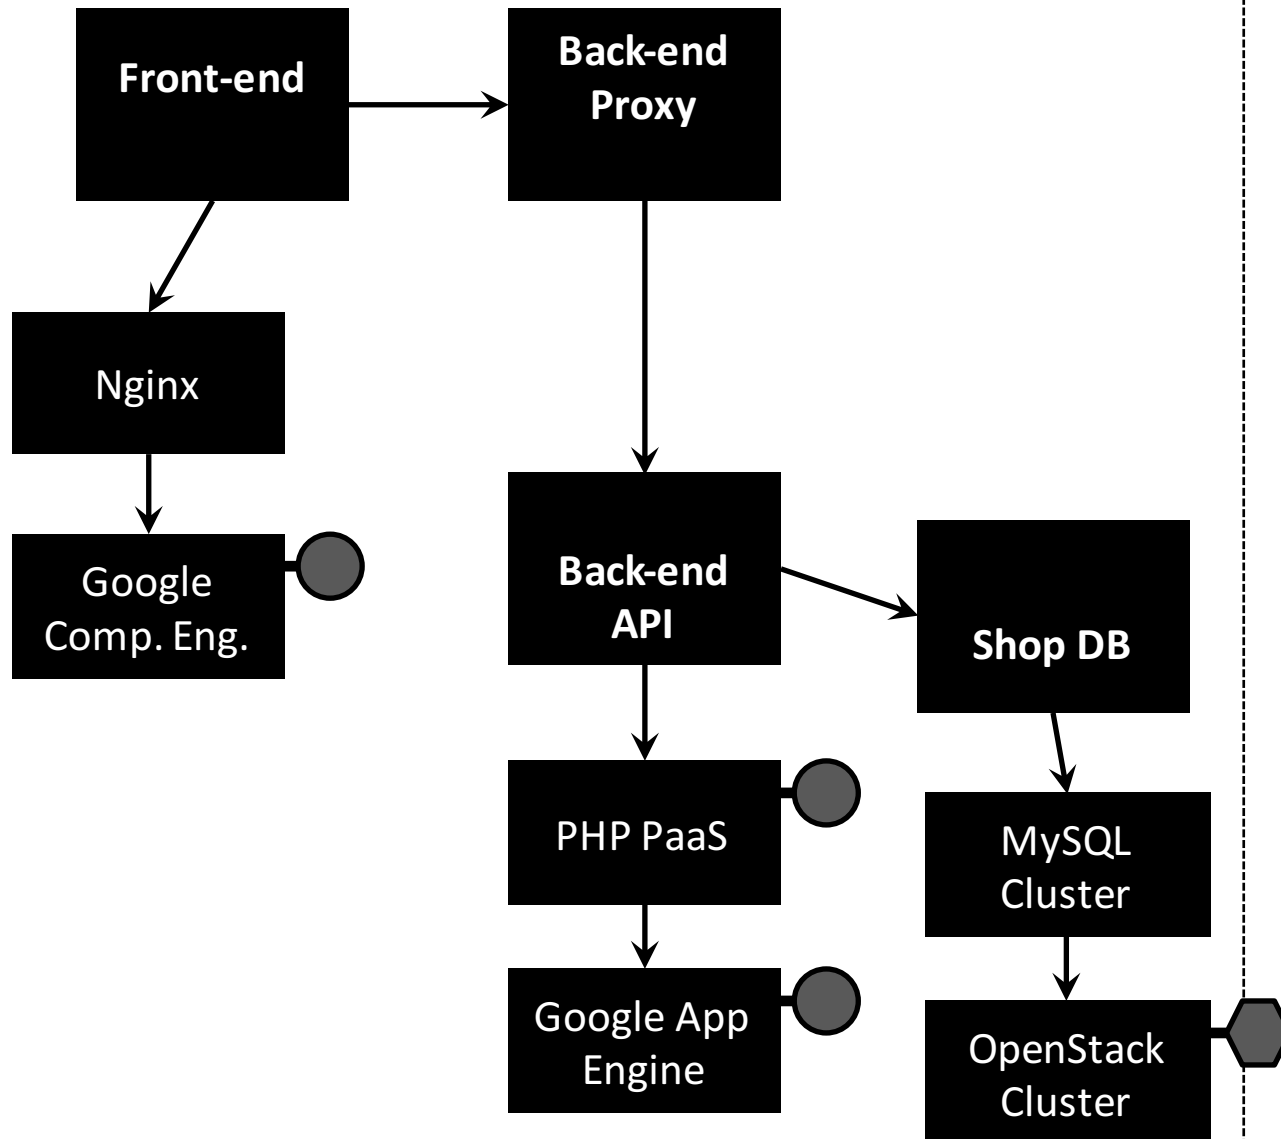 Front-end
Back-end
Proxy
Nginx
Google
Comp. Eng.
Back-end
API
Shop DB
PHP PaaS
MySQL
Cluster
Google App
Engine
OpenStack
Cluster